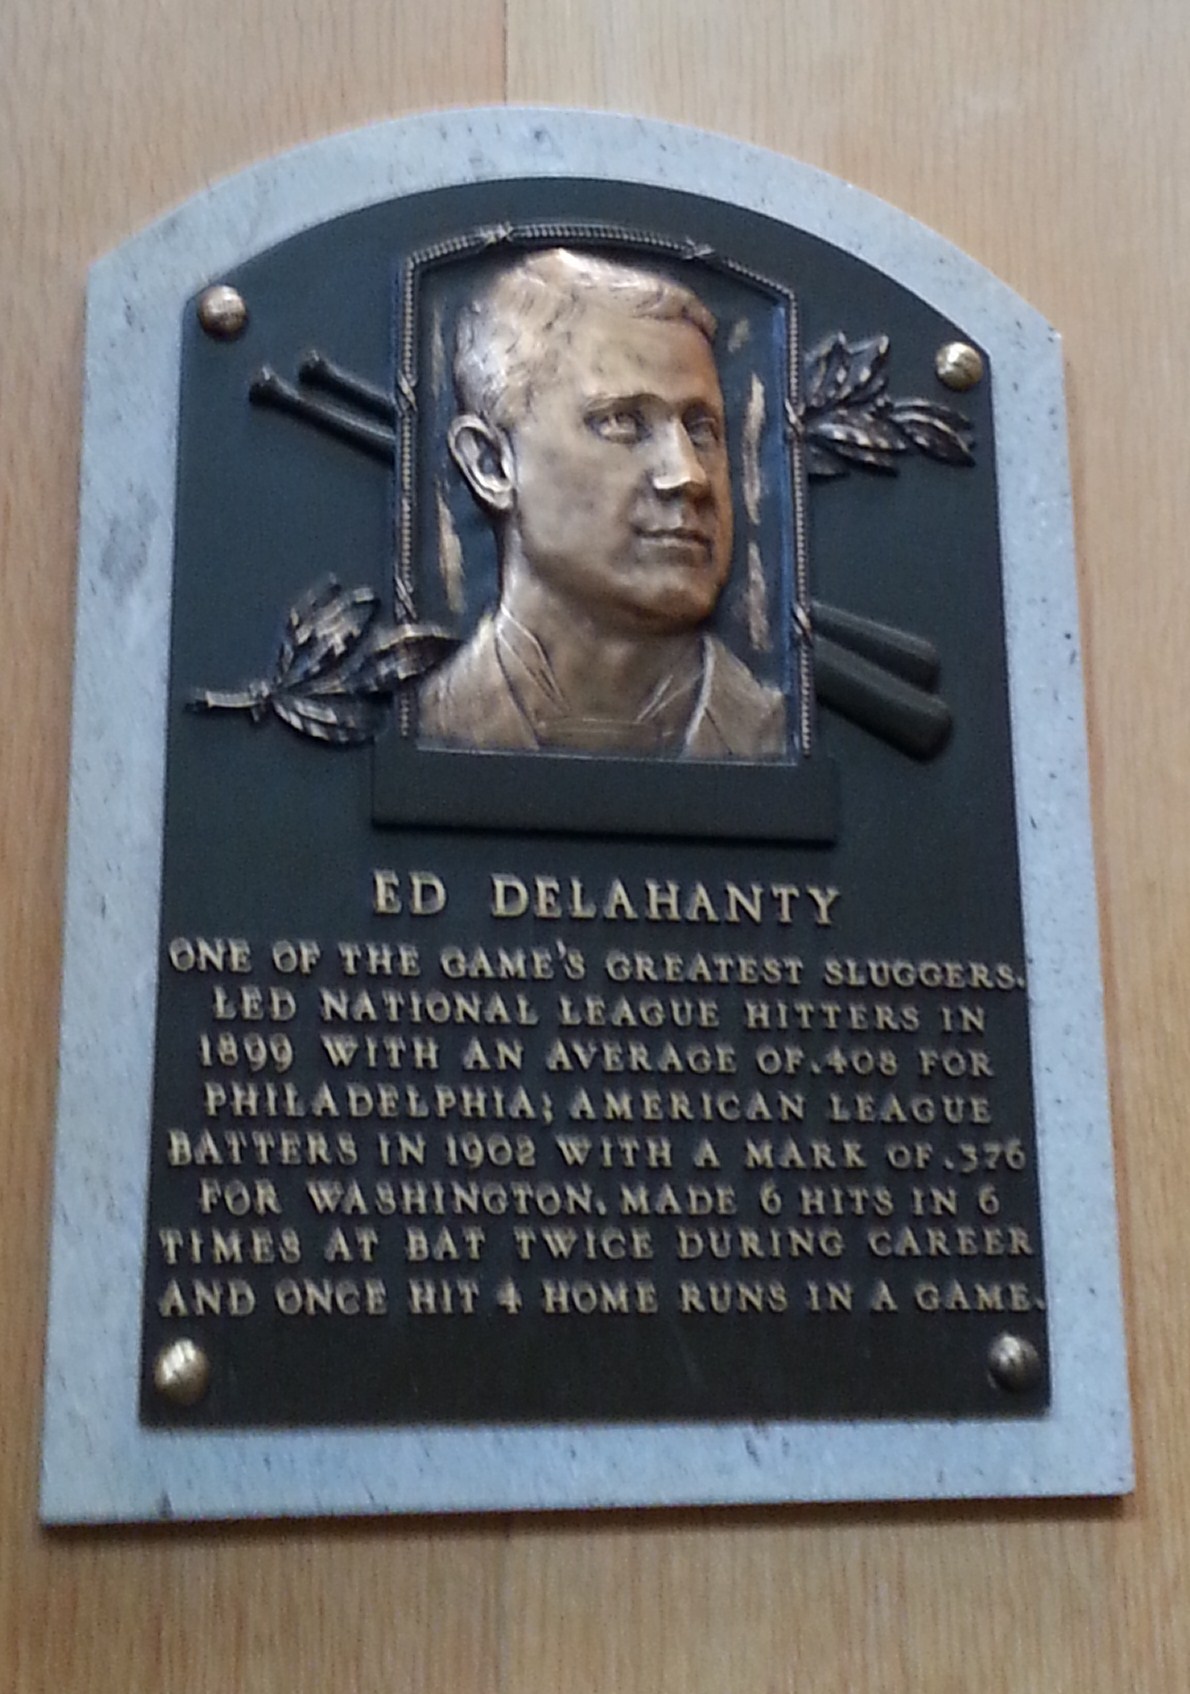 ED DELAHANTY
ONE OF THE GAME'S GREATEST SLUGGERS.
LED NATIONAL LEAGUE HITTERS IN
1899 WITH AN AVERAGE OF .408 FOR
PHILADELPHIA; AMERICAN LEAGUE
BATTERS IN 1902 WITH A MARK OF .376
FOR WASHINGTON. MADE 6 HITS IN 6
TIMES AT BAT TWICE DURING CAREER
AND ONCE HIT 4 HOME RUNS IN A GAME.